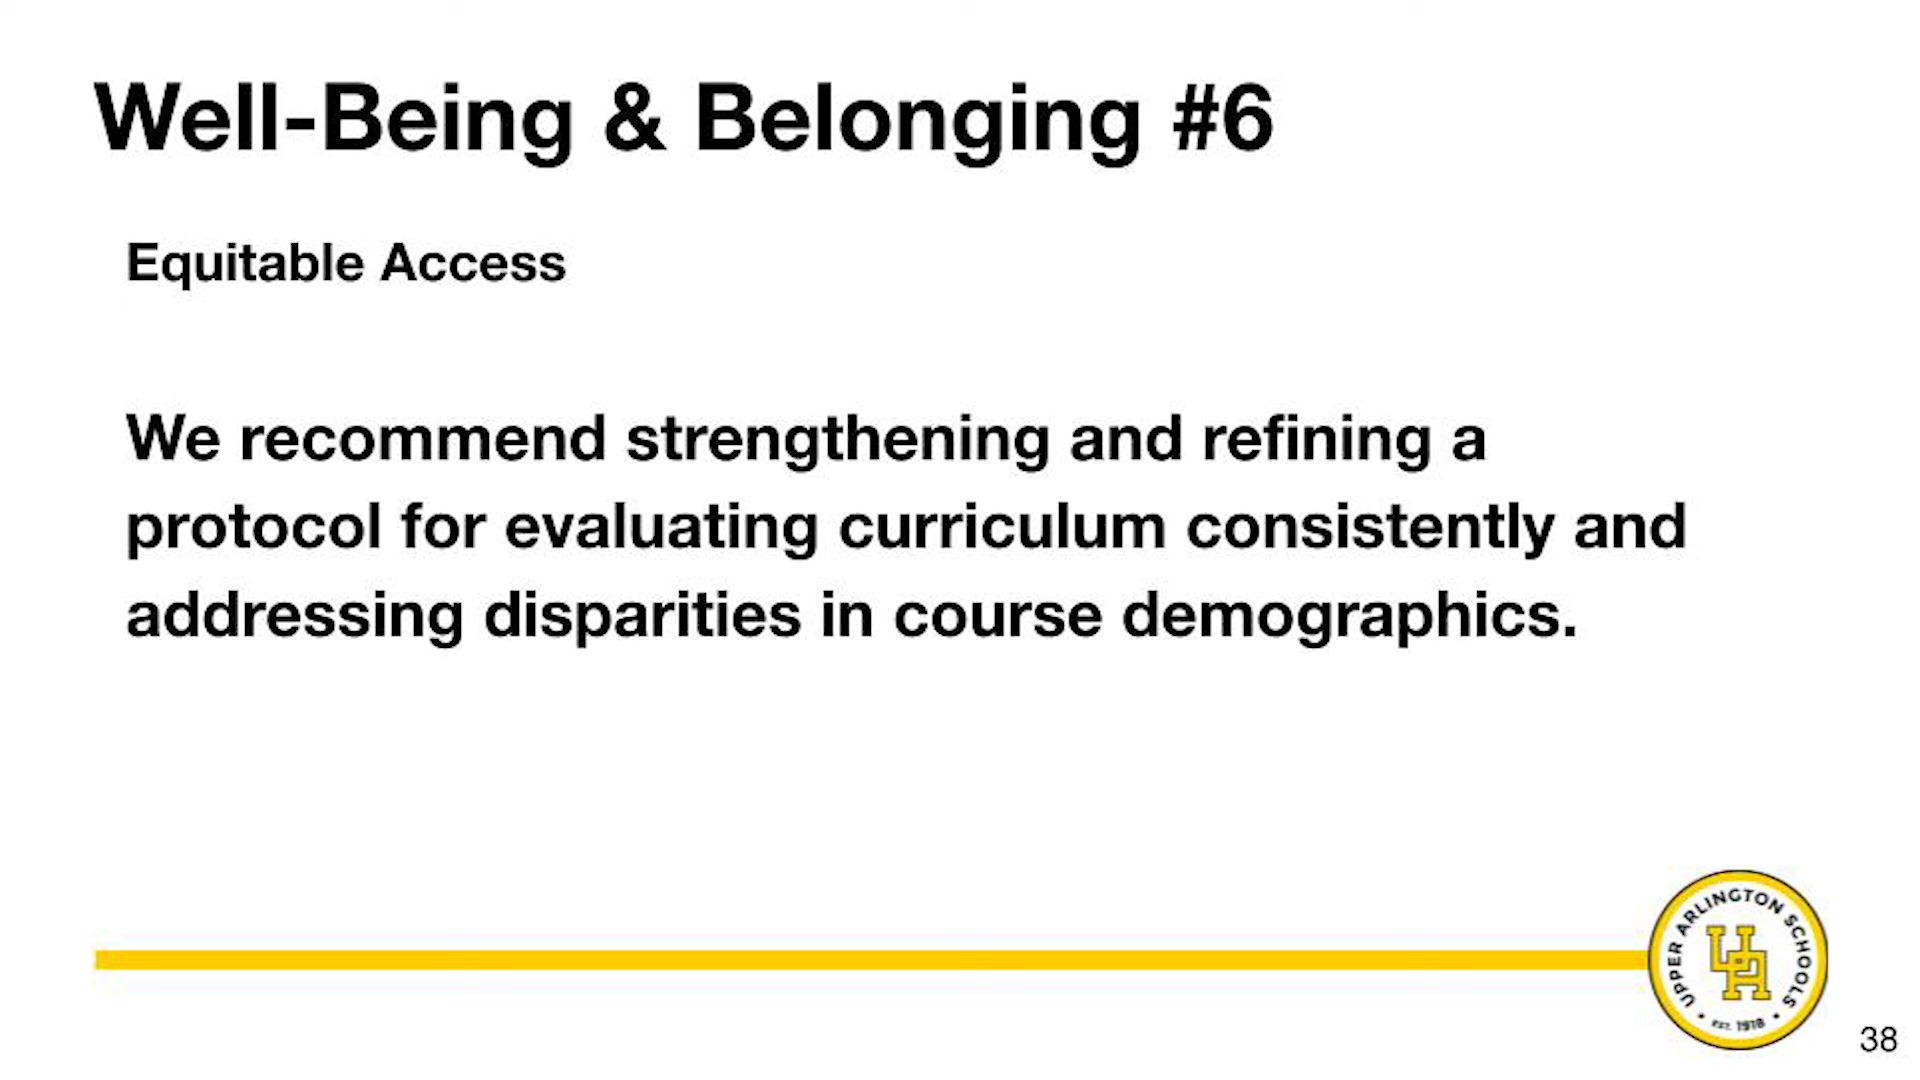 Well-Being & Belonging #6
Equitable Access
We recommend strengthening and refining a
protocol for evaluating curriculum consistently and
addressing disparities in course demographics.
UPPER ARLINGTON SCHOOLS
UA
• EST. 1918 •
38